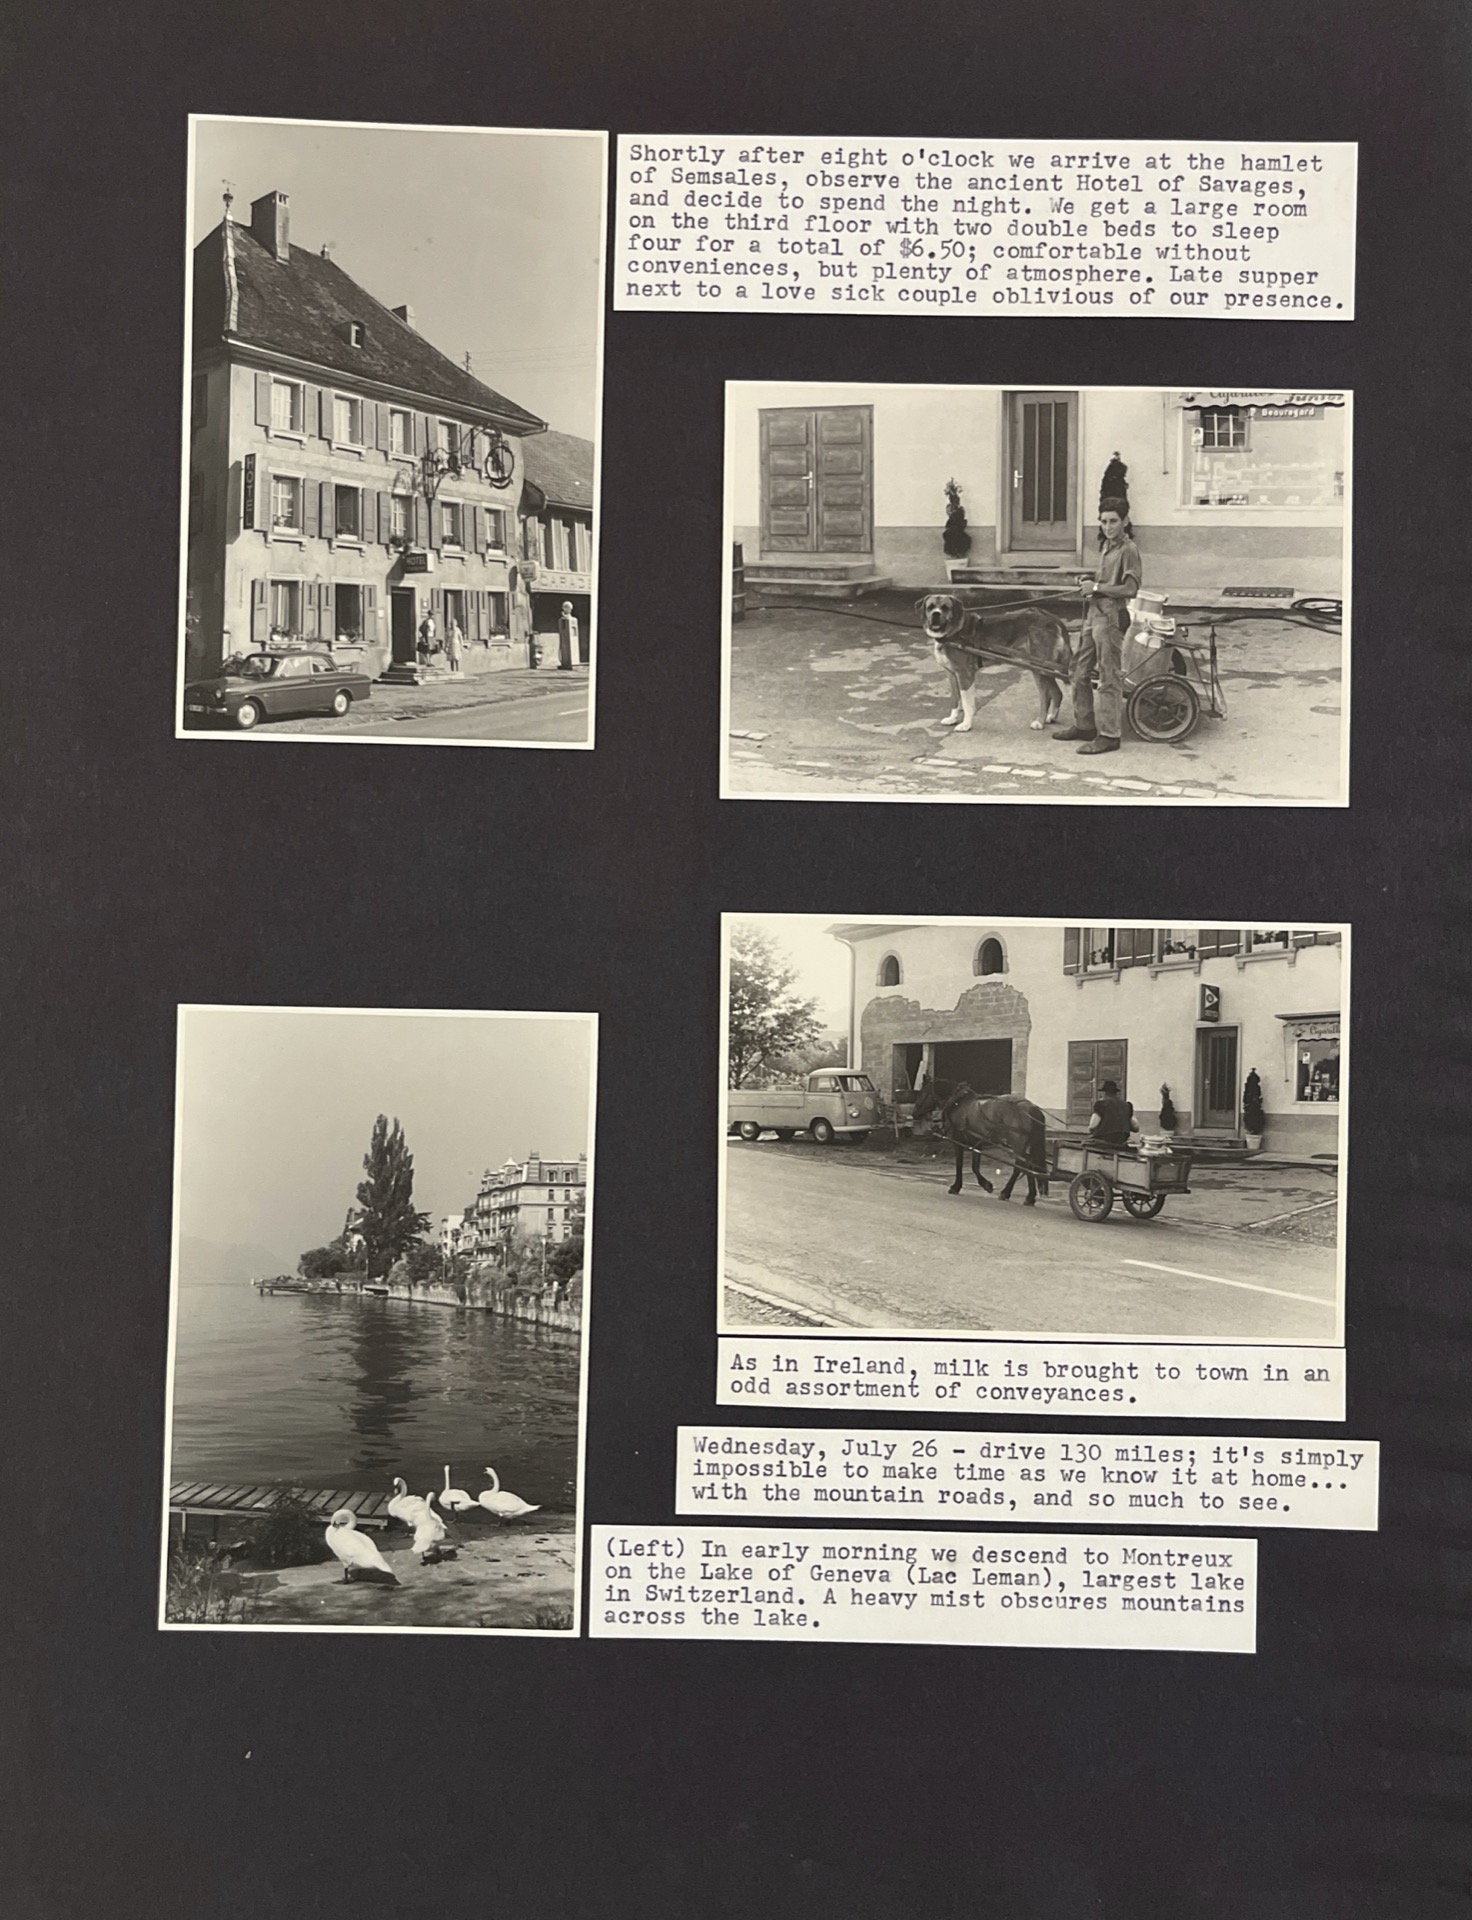 Shortly after eight o'clock we arrive at the hamlet
of Semsales, observe the ancient Hotel of Savages,
and decide to spend the night. We get a large room
on the third floor with two double beds to sleep
four for a total of $6.50; comfortable without
conveniences, but plenty of atmosphere. Late supper
next to a love sick couple oblivious of our presence.
HOTEL
HOTEL
Beauregard
As in Ireland, milk is brought to town in an
odd assortment of conveyances.
Wednesday, July 26 - drive 130 miles; it's simply
impossible to make time as we know it at home...
with the mountain roads, and so much to see.
(Left) In early morning we descend to Montreux
on the Lake of Geneva (Lac Leman), largest lake
in Switzerland. A heavy mist obscures mountains
across the lake.